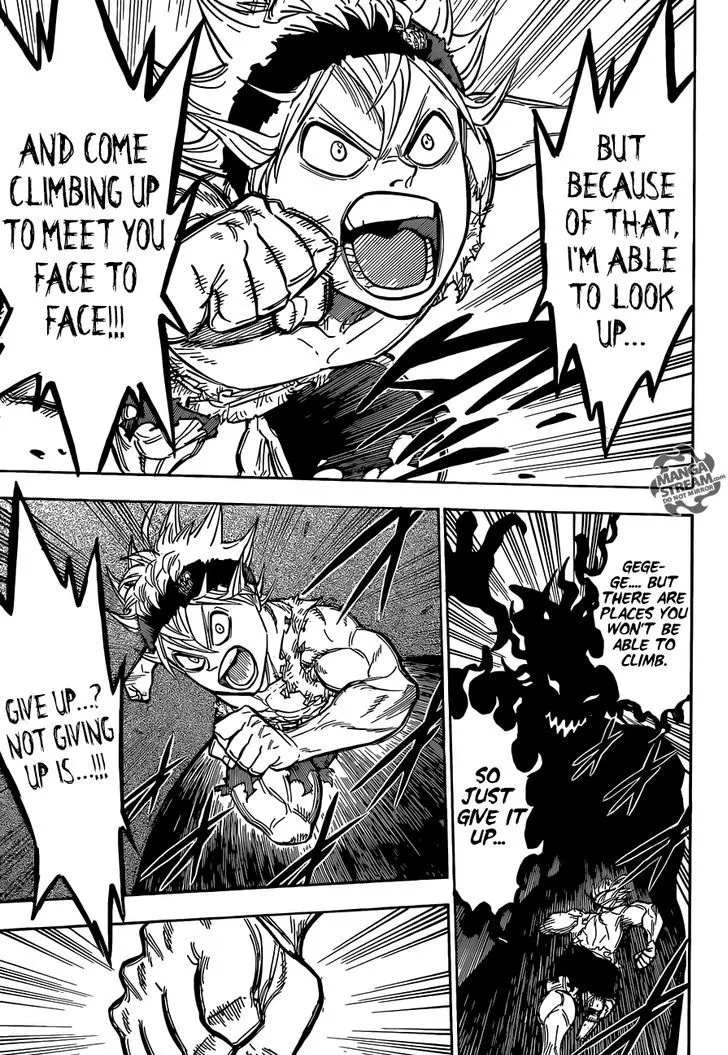 BUT
BECAUSE
OF THAT,
I'M ABLE
TO LOOK
UP...
AND COME
CLIMBING UP
TO MEET YOU
FACE TO
FACE!!!
MANGA
STREAM.com
DO NOT MIRROR
GEGE-
GE.... BUT
THERE ARE
PLACES YOU
WON'T BE
ABLE TO
CLIMB.
SO
JUST
GIVE IT
UP...
GIVE UP...?
NOT GIVING
UP IS...!!!